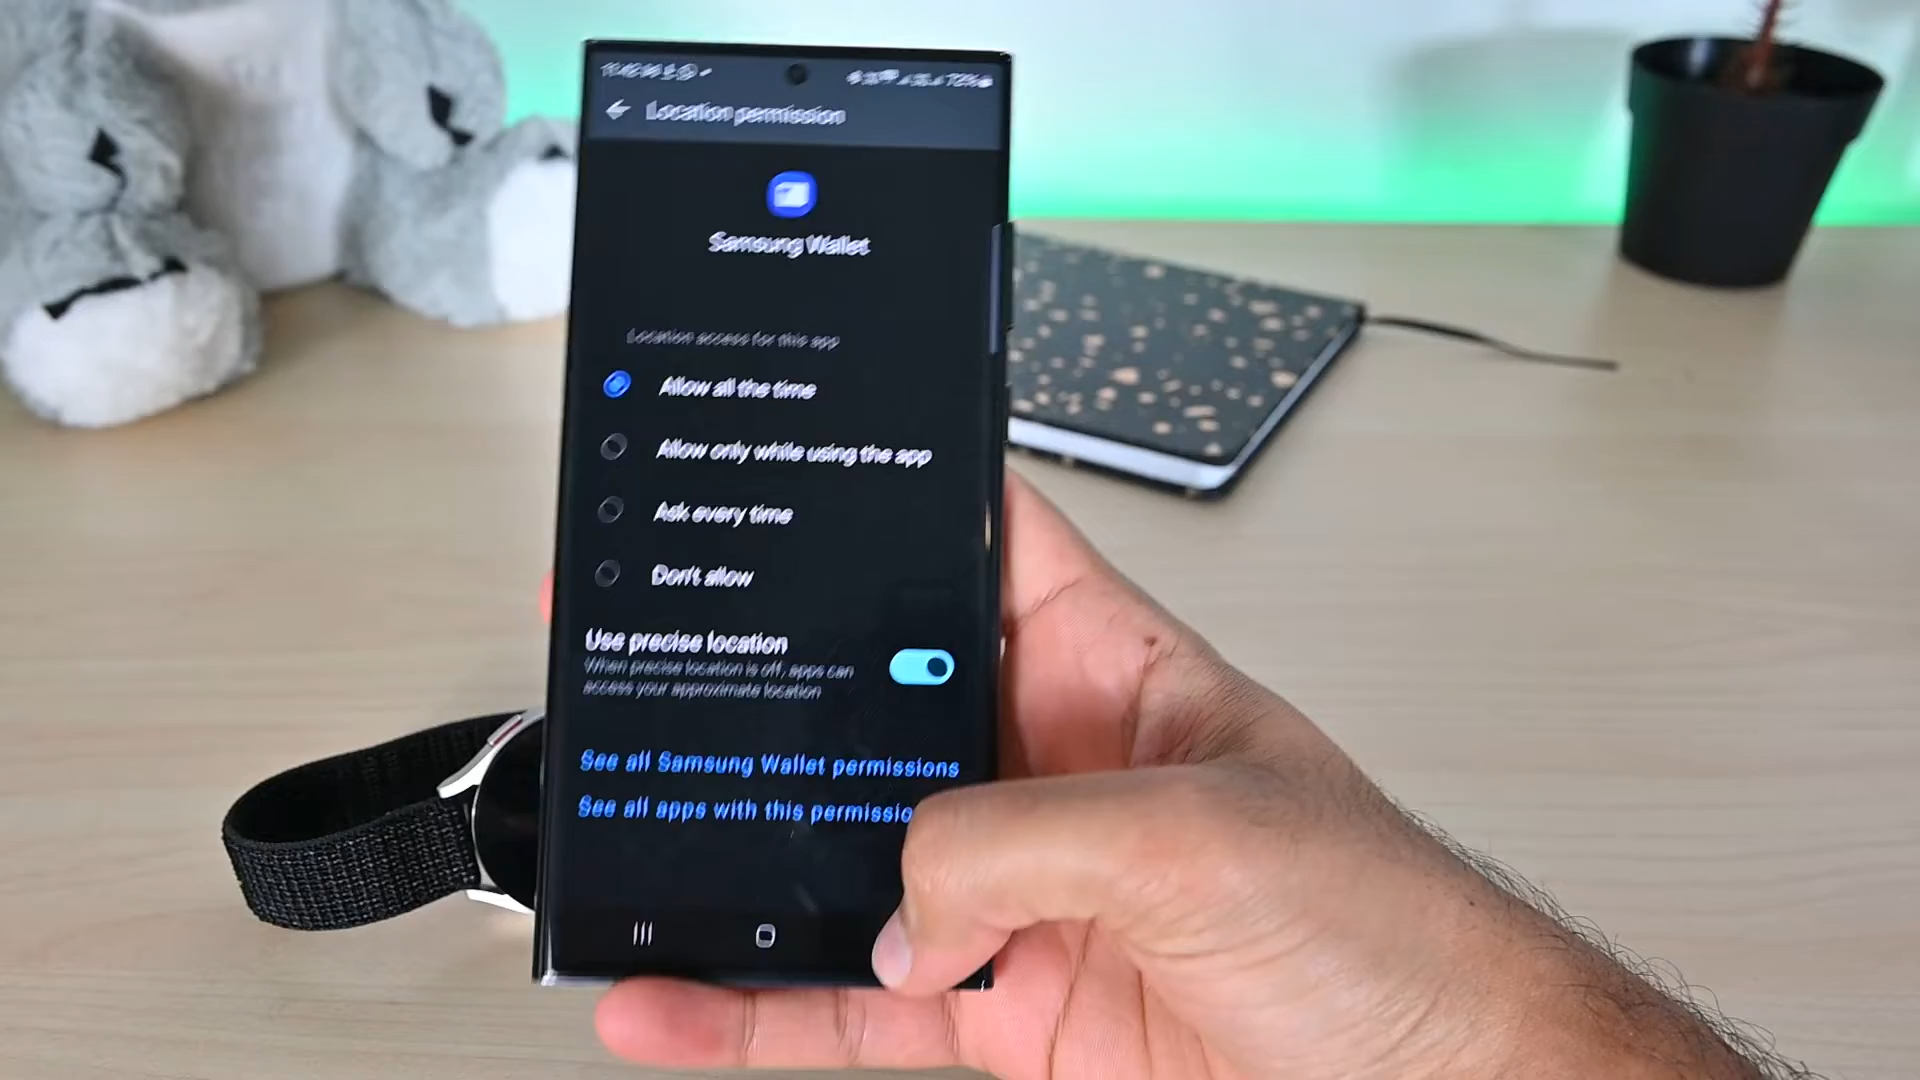 Location permission
Samsung Wallet
Location access for this app
Allow all the time
Allow only while using the app
Ask every time
Don't allow
Use precise location
When precise location is off, apps can
access your approximate location
See all Samsung Wallet permissions
See all apps with this